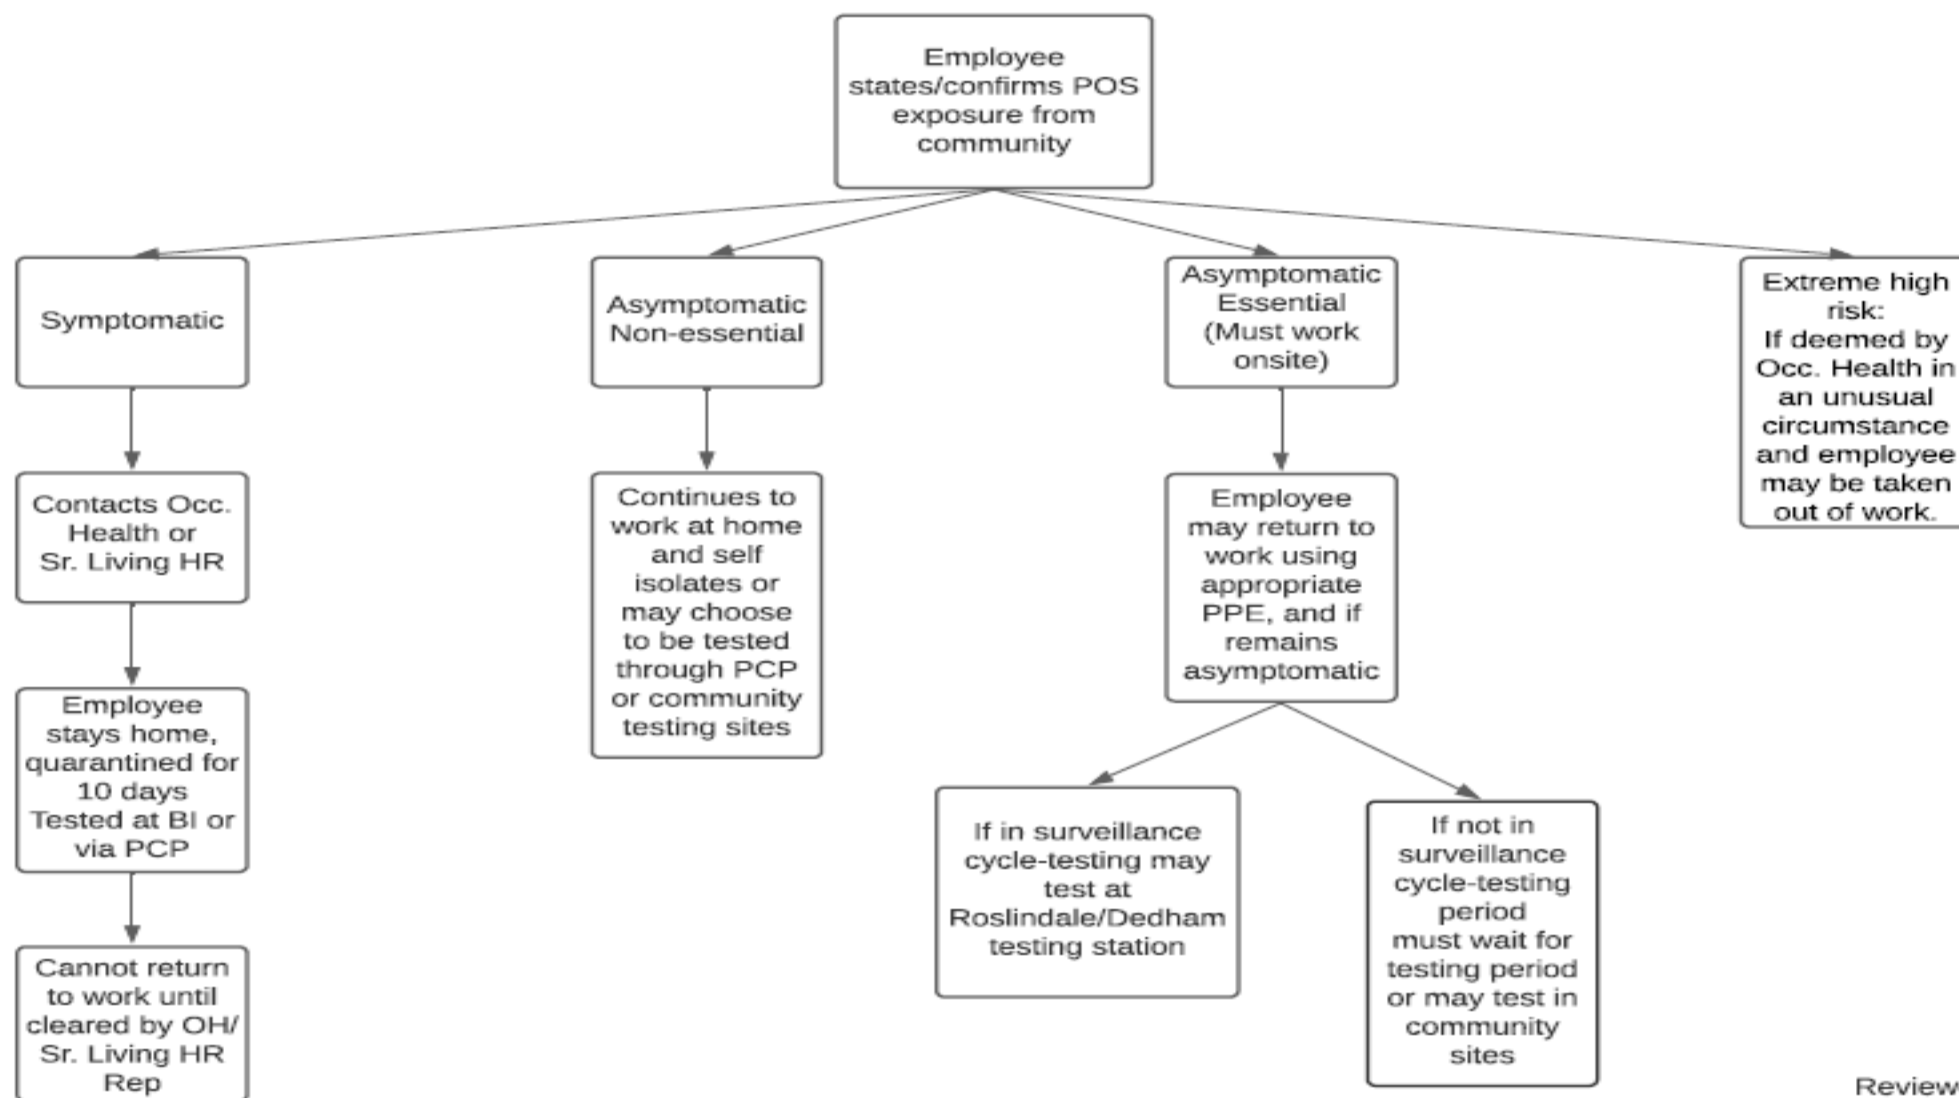 Employee
states/confirms POS
exposure from
community
Symptomatic
Asymptomatic
Non-essential
Asymptomatic
Essential
(Must work
onsite)
Extreme high
risk:
If deemed by
Occ. Health in
an unusual
circumstance
and employee
may be taken
out of work.
Contacts Occ.
Health or
Sr. Living HR
Continues to
work at home
and self
isolates or
may choose
to be tested
through PCP
or community
testing sites
Employee
may return to
work using
appropriate
PPE, and if
remains
asymptomatic
Employee
stays home,
quarantined for
10 days
Tested at BI or
via PCP
If in surveillance
cycle-testing may
test at
Roslindale/Dedham
testing station
If not in
surveillance
cycle-testing
period
must wait for
testing period
or may test in
community
sites
Cannot return
to work until
cleared by OH/
Sr. Living HR
Rep